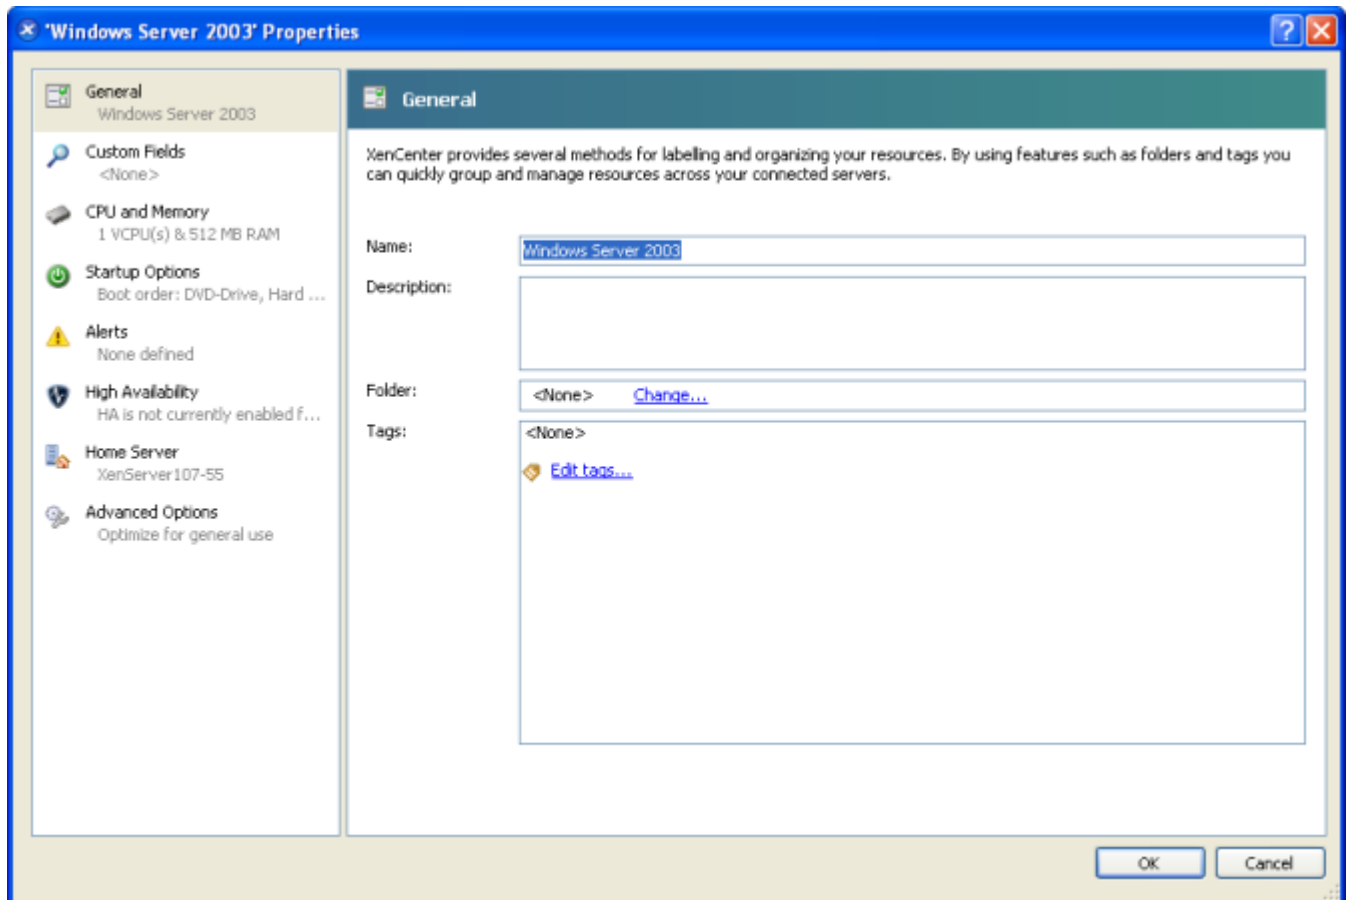 'Windows Server 2003' Properties
General
Windows Server 2003
Custom Fields
<None>
CPU and Memory
1 VCPU(s) & 512 MB RAM
Startup Options
Boot order: DVD-Drive, Hard ...
Alerts
None defined
High Availability
HA is not currently enabled f...
Home Server
XenServer107-55
Advanced Options
Optimize for general use
General
XenCenter provides several methods for labelling and organizing your resources. By using features such as folders and tags you
can quickly group and manage resources across your connected servers.
Name:
Windows Server 2003
Description:
Folder:
<None> Change...
Tags:
<None>
Edit tags...
OK
Cancel